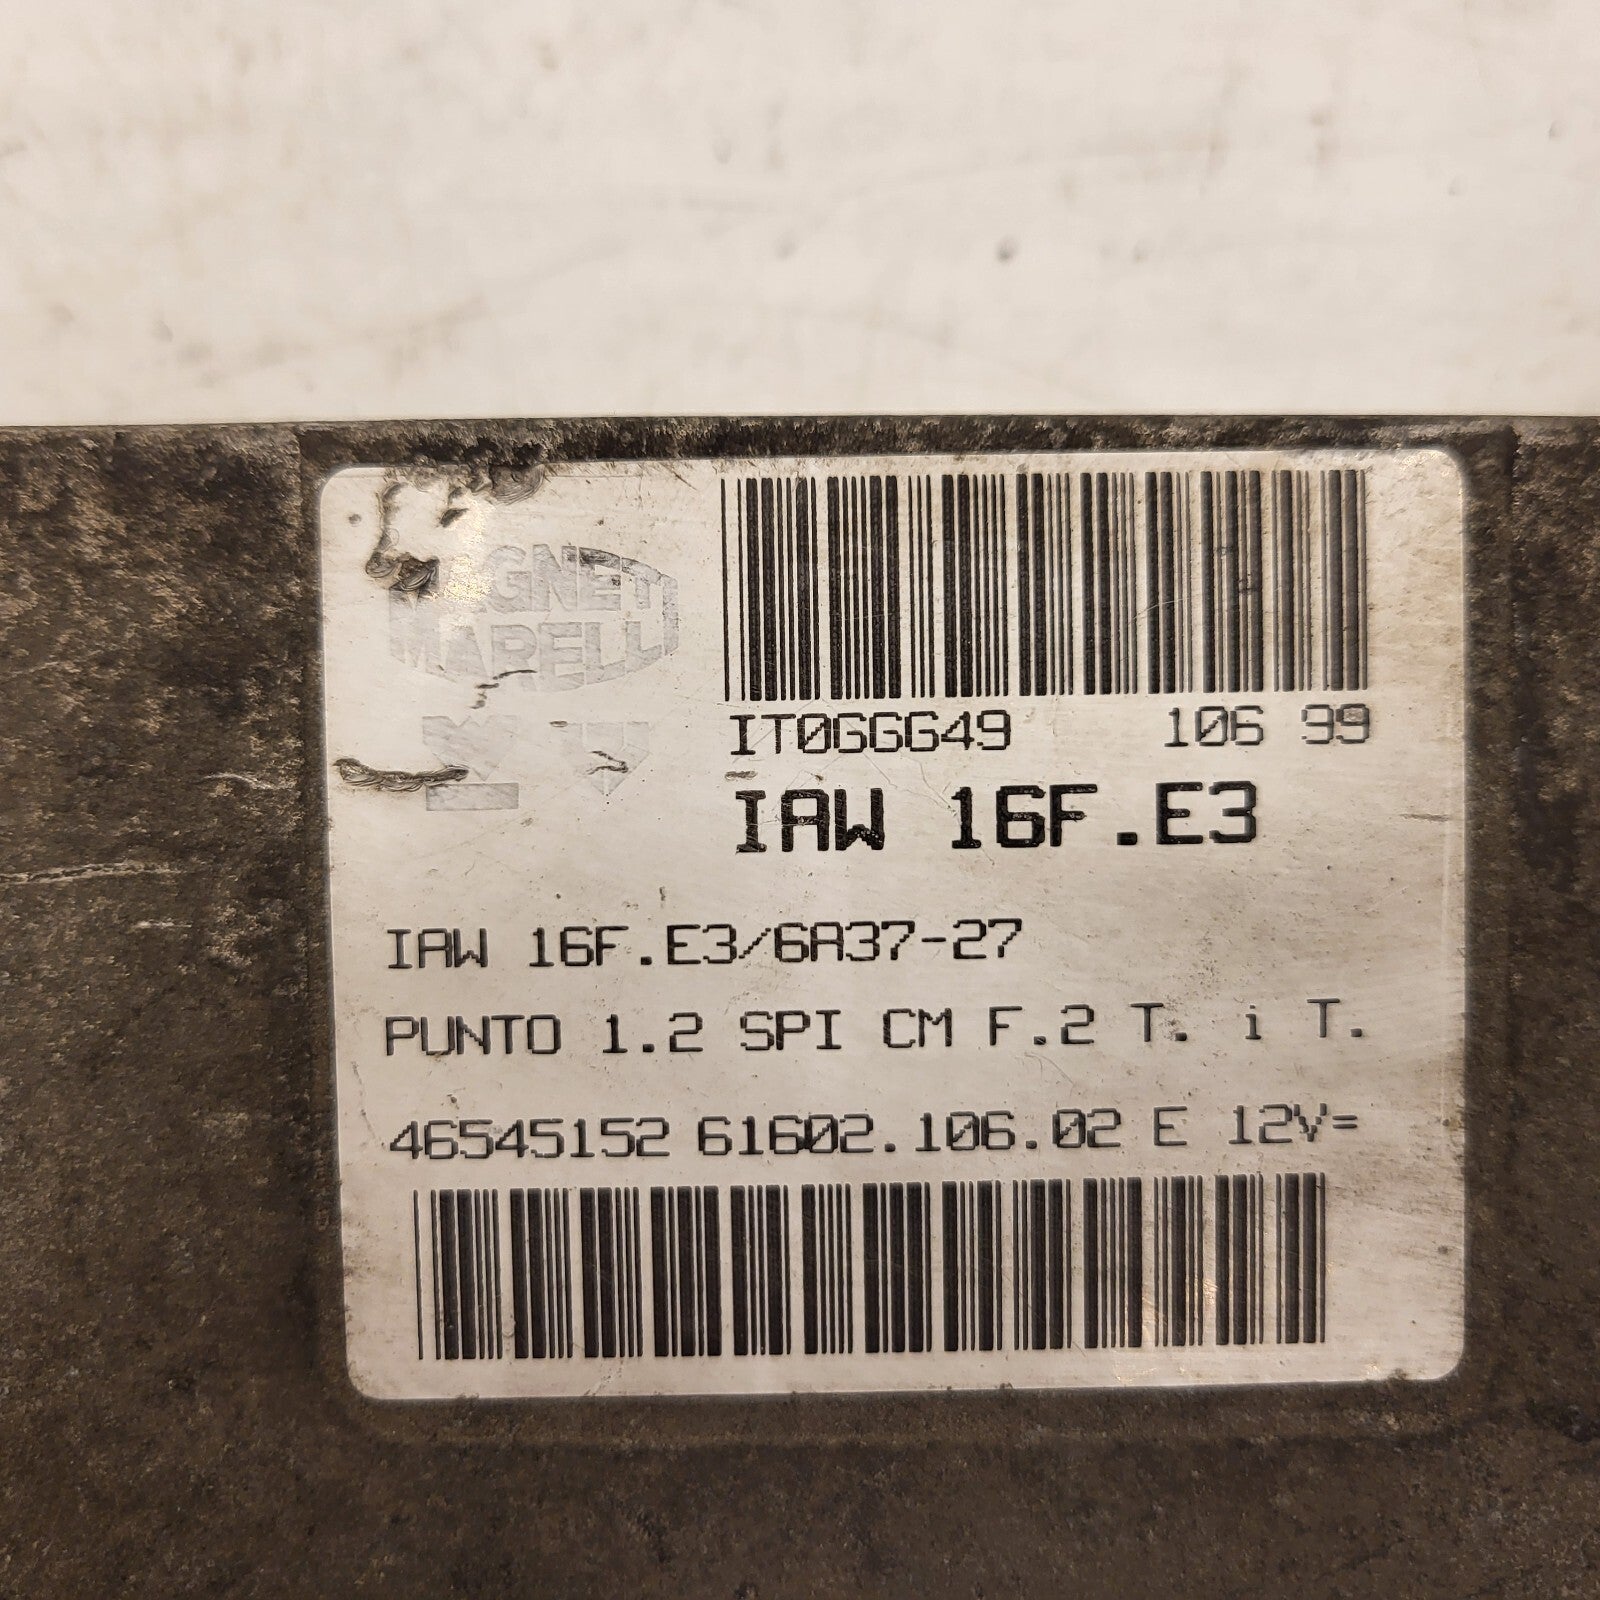 MAGNETI
MARELLI
IT066649 106 99
IAW 16F.E3
IAW 16F.E3/6A37-27
PUNTO 1.2 SPI CM F.2 T. i T.
46545152 61602.106.02 E 12V=